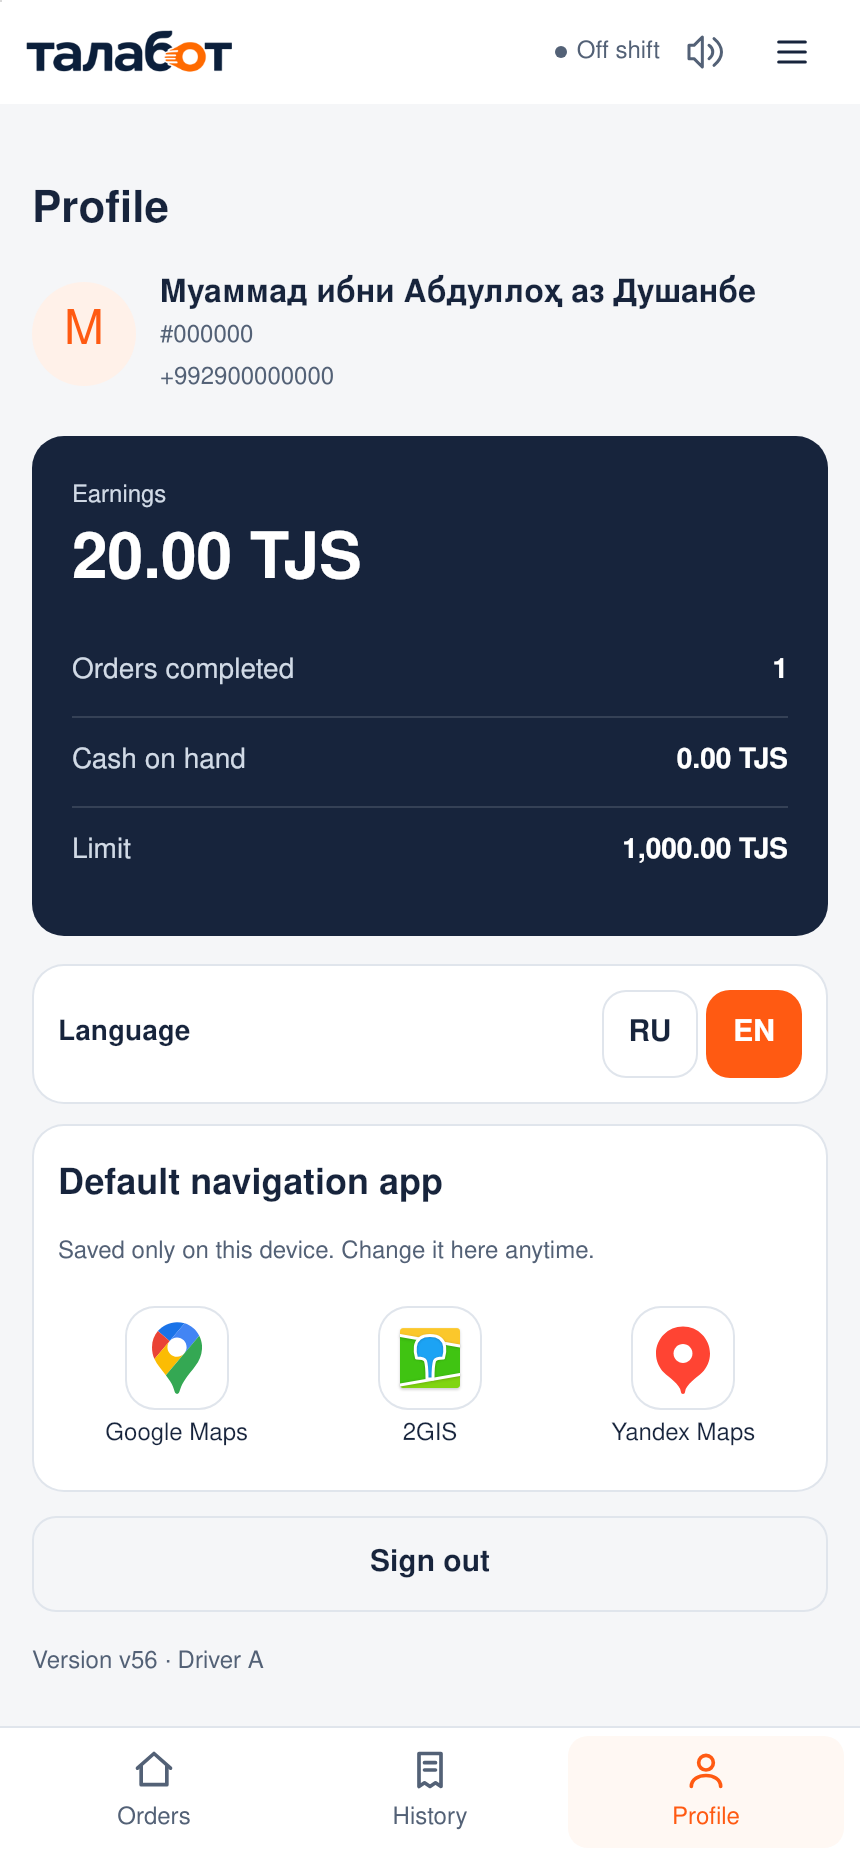 талабот
Off shift
Profile
М
Муаммад ибни Абдуллоҳ аз Душанбе
#000000
+992900000000
Earnings
20.00 TJS
Orders completed 1
Cash on hand 0.00 TJS
Limit 1,000.00 TJS
Language RU EN
Default navigation app
Saved only on this device. Change it here anytime.
Google Maps 2GIS Yandex Maps
Sign out
Version v56 · Driver A
Orders History Profile